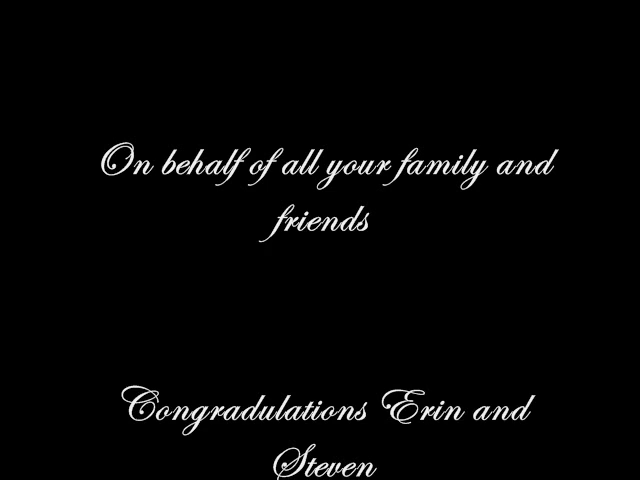 On behalf of all your family and
friends
Congradulations Erin and
Steven